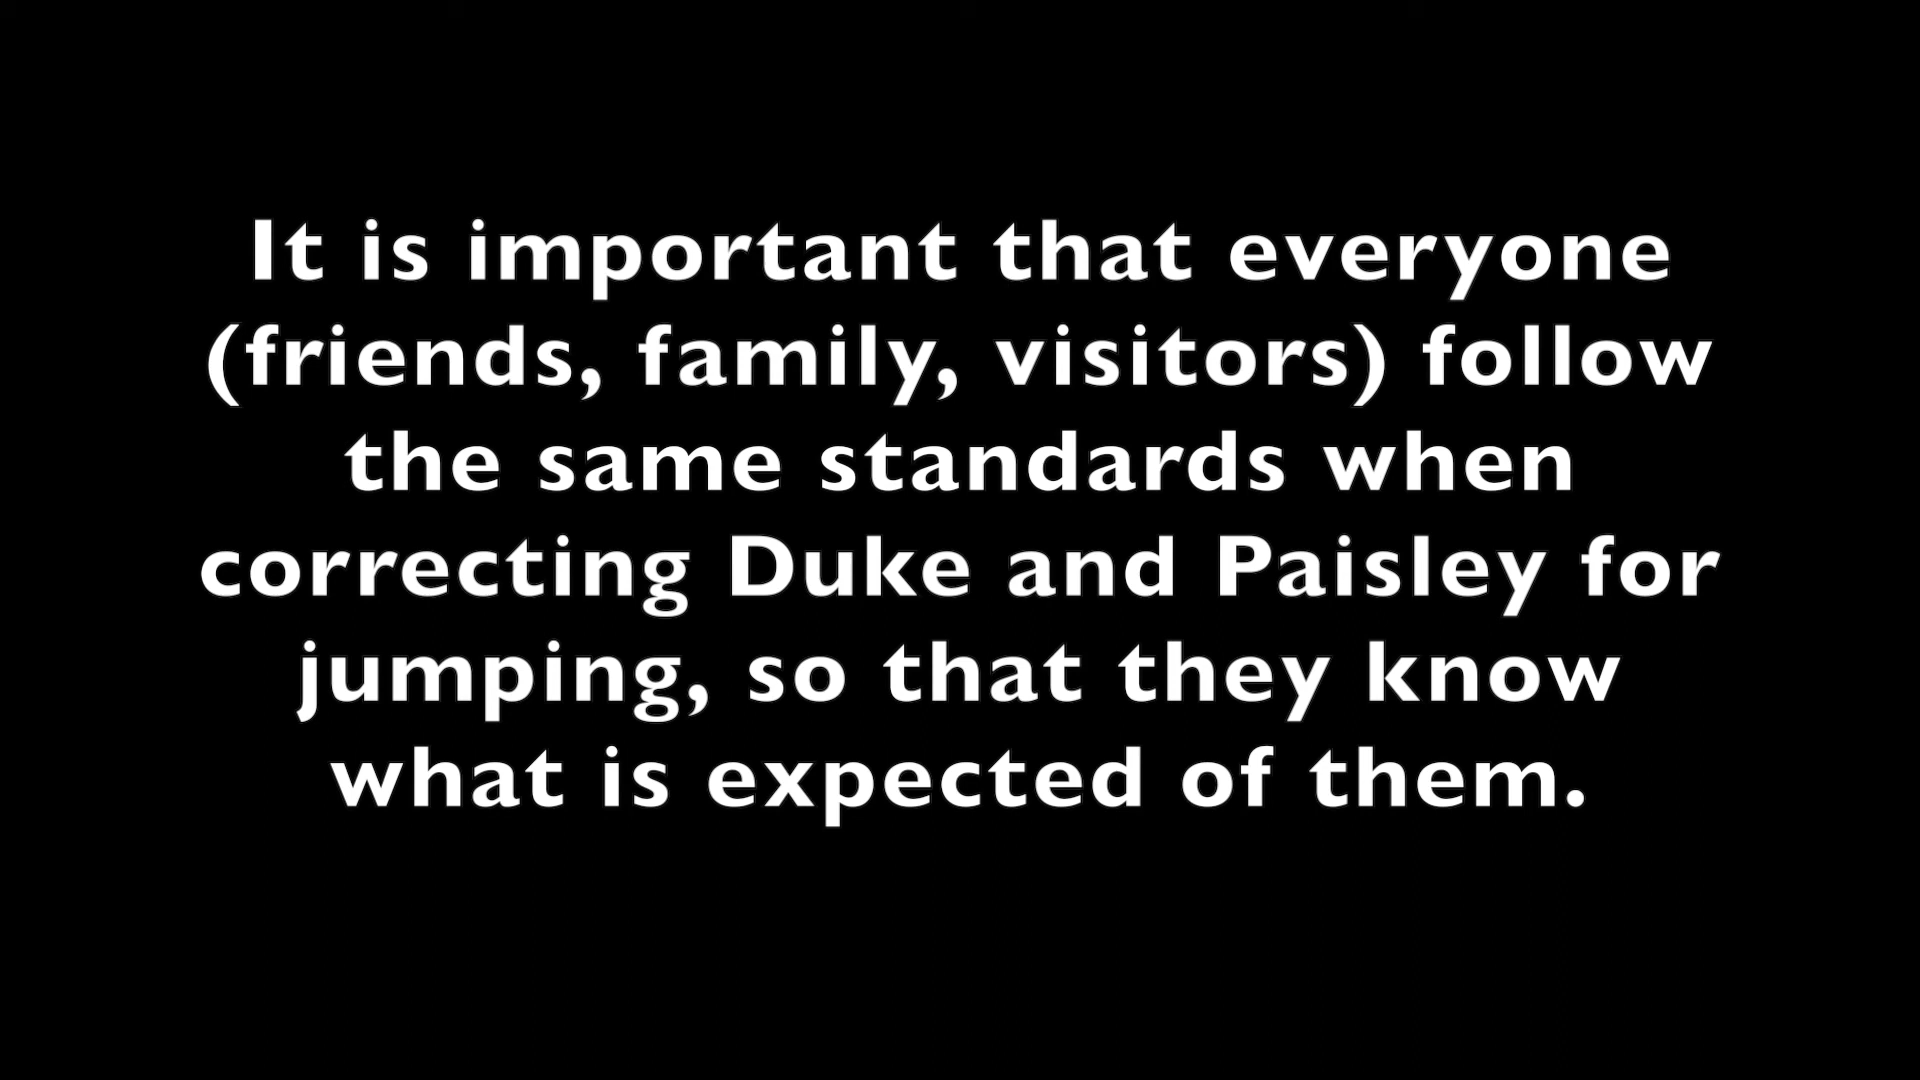 It is important that everyone
(friends, family, visitors) follow
the same standards when
correcting Duke and Paisley for
jumping, so that they know
what is expected of them.